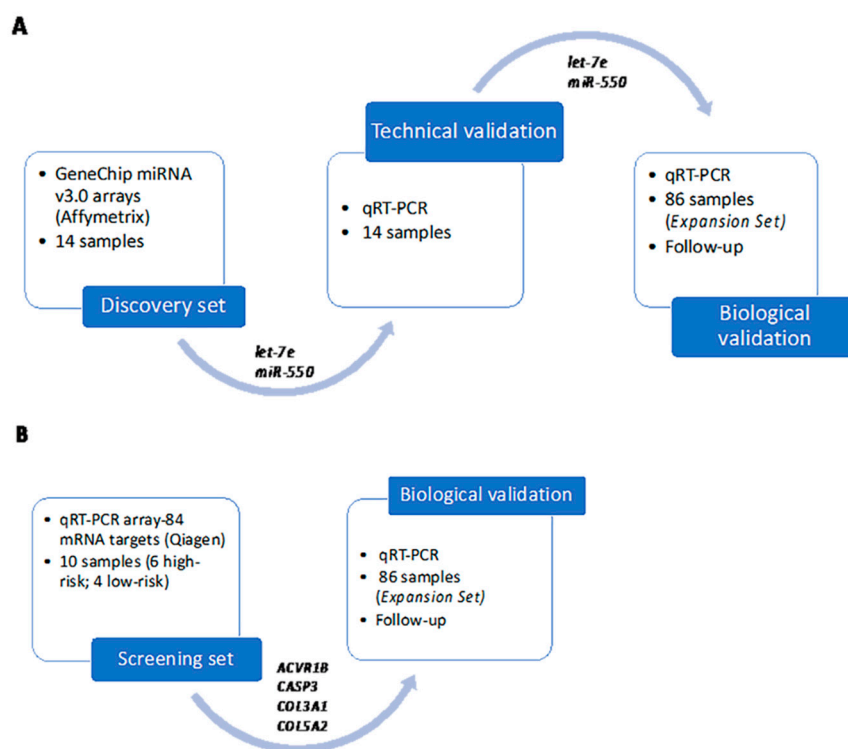 A
let-7e
miR-550
Technical validation
• GeneChip miRNA
v3.0 arrays
(Affymetrix)
• 14 samples
Discovery set
• qRT-PCR
• 14 samples
• qRT-PCR
• 86 samples
(Expansion Set)
• Follow-up
Biological
validation
let-7e
miR-550
B
• qRT-PCR array-84
mRNA targets (Qiagen)
• 10 samples (6 high-
risk; 4 low-risk)
Screening set
Biological validation
• qRT-PCR
• 86 samples
(Expansion Set)
• Follow-up
ACVR1B
CASP3
COL3A1
COL5A2